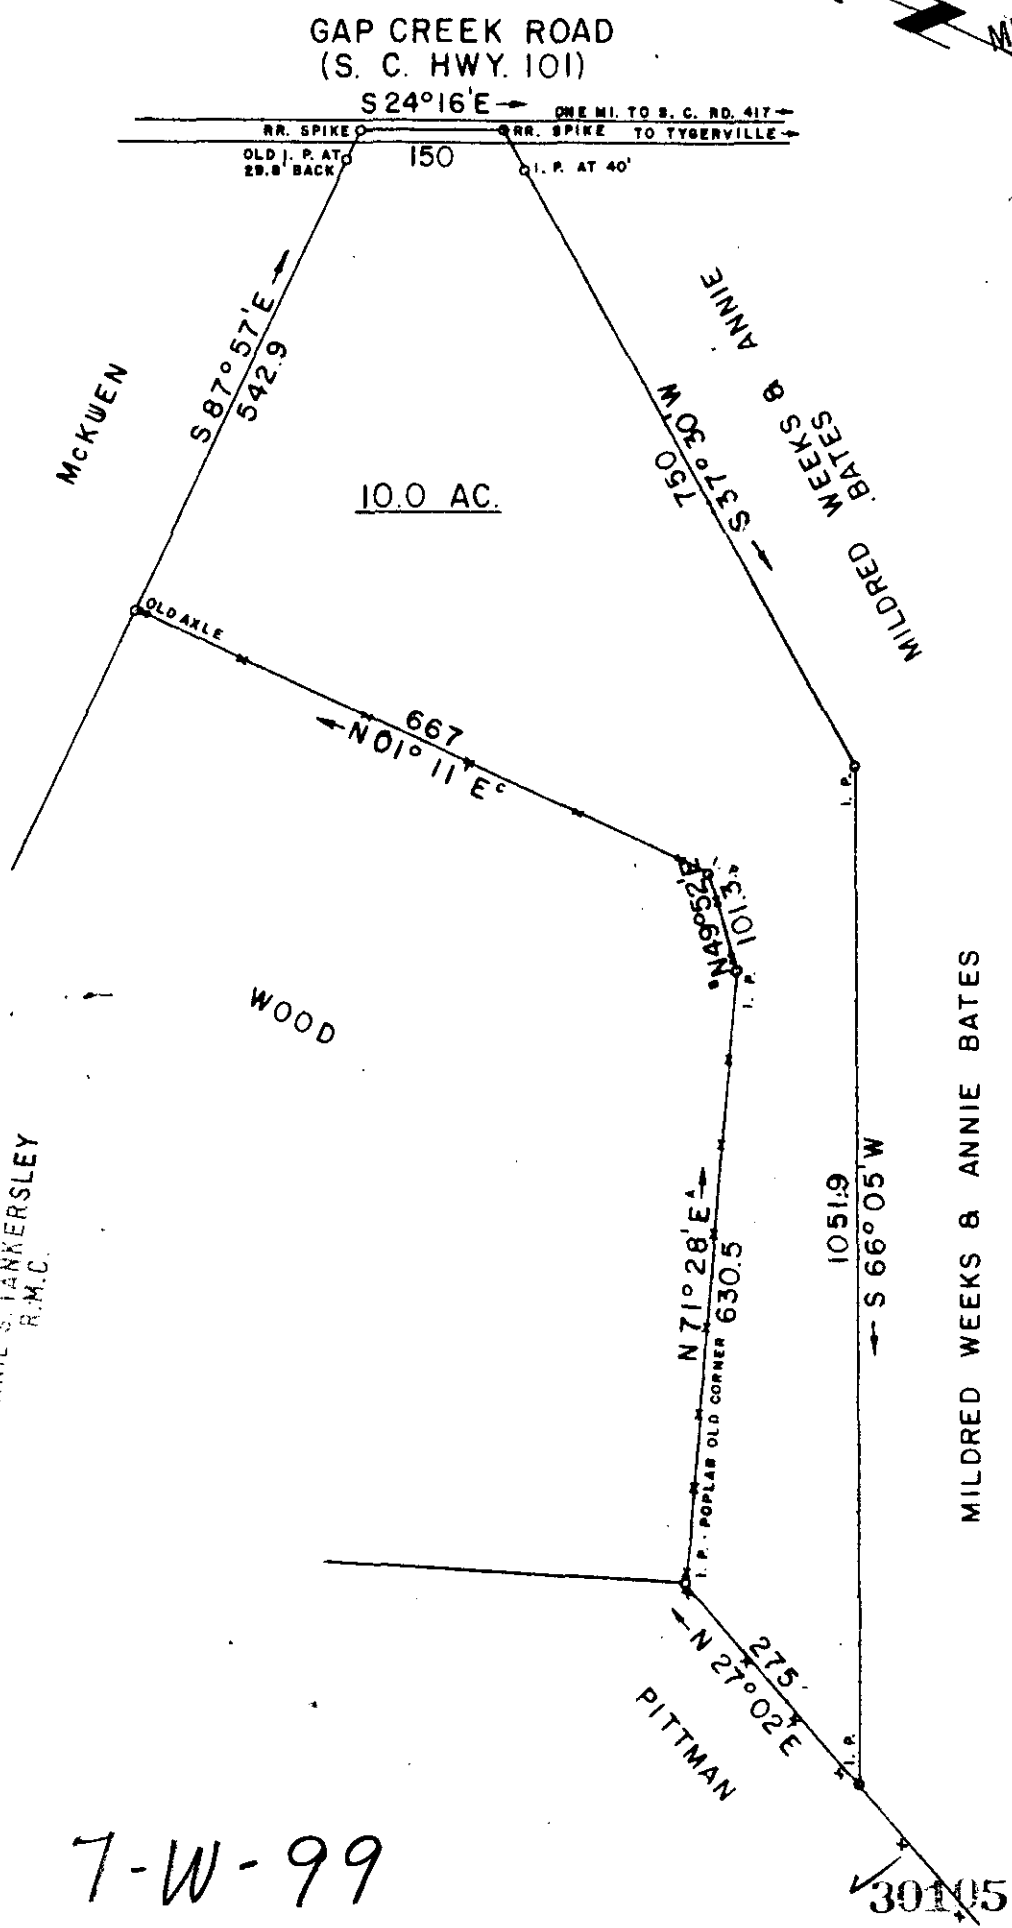 GAP CREEK ROAD
(S. C. HWY. 101)
S 24° 16' E
ONE MI. TO S. C. RD. 417
RR. SPIKE
RR. SPIKE
TO TYGERVILLE
OLD I. P. AT
29.8' BACK
150
I. P. AT 40'
S 87° 57' E
542.9
McKWEN
S 37° 30' W
750
MILDRED WEEKS & ANNIE
BATES
10.0 AC.
OLD AXLE
667
N 01° 11' E
I. P.
N 49° 52' E
101.3
I. P.
WOOD
N 71° 28' E
630.5
I. P. POPLAR OLD CORNER
1051.9
S 66° 05' W
MILDRED WEEKS & ANNIE BATES
TANKERSLEY
R.M.C.
275
N 27° 02' E
I. P.
PITTMAN
7-W-99
30105